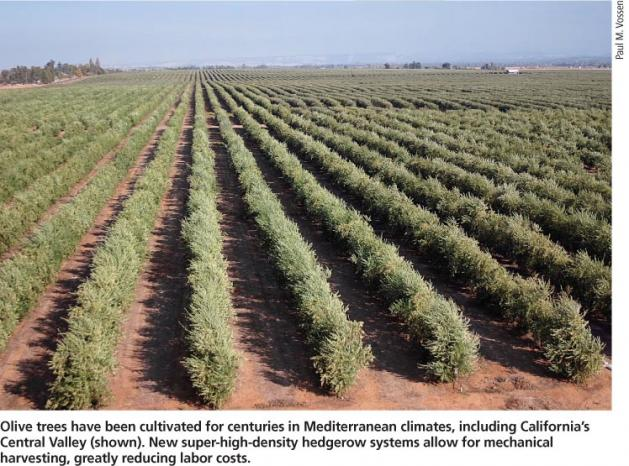 Paul M. Vossen
Olive trees have been cultivated for centuries in Mediterranean climates, including California's
Central Valley (shown). New super-high-density hedgerow systems allow for mechanical
harvesting, greatly reducing labor costs.